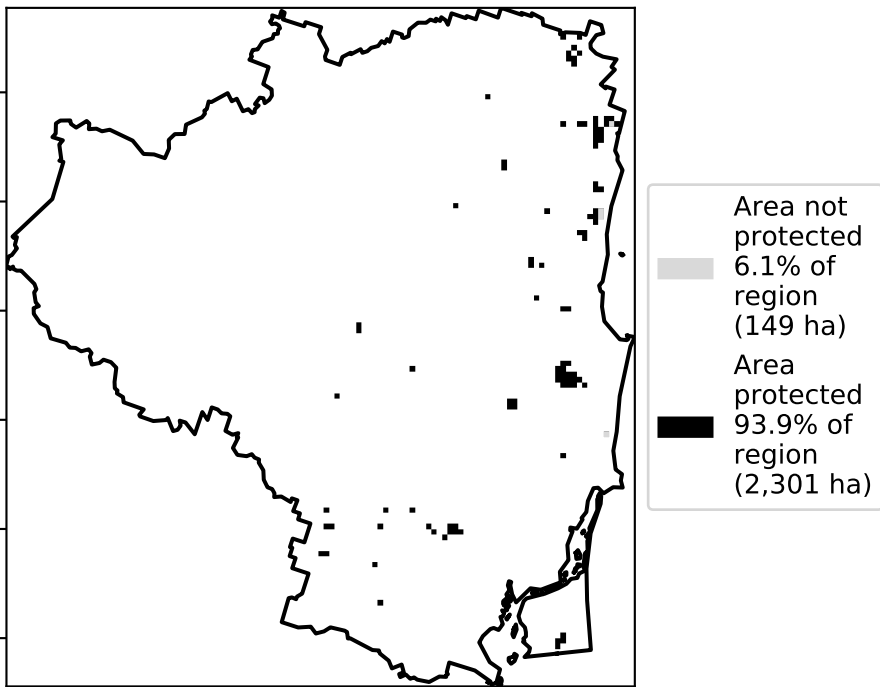 Area not
protected
6.1% of
region
(149 ha)
Area
protected
93.9% of
region
(2,301 ha)